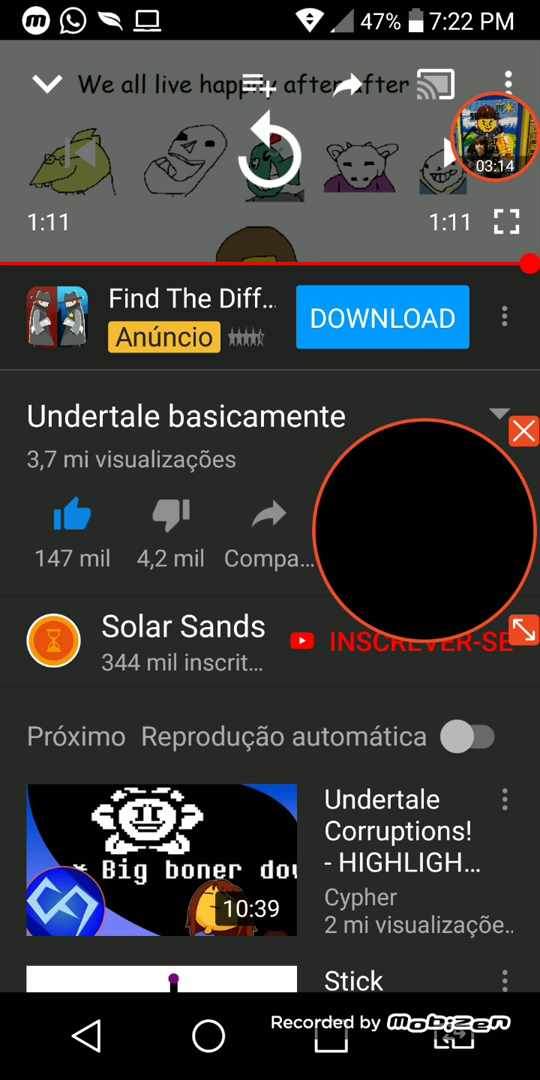 47% 7:22 PM
We all live happily after after
03:14
1:11
1:11
Find The Diff...
DOWNLOAD
Anúncio
Undertale basicamente
3,7 mi visualizações
147 mil
4,2 mil
Compa...
Solar Sands
344 mil inscrit...
INSCREVER-SE
Próximo
Reprodução automática
Undertale
Corruptions!
- HIGHLIGH...
* Big boner dow
10:39
Cypher
2 mi visualizaçõe..
Stick
Recorded by Mobizen